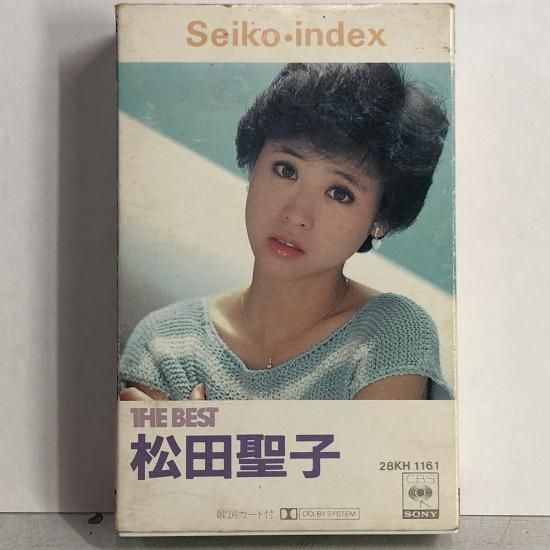 Seiko・index
THE BEST
松田聖子
28KH 1161
歌詞カード付 DOLBY SYSTEM
CBS
SONY